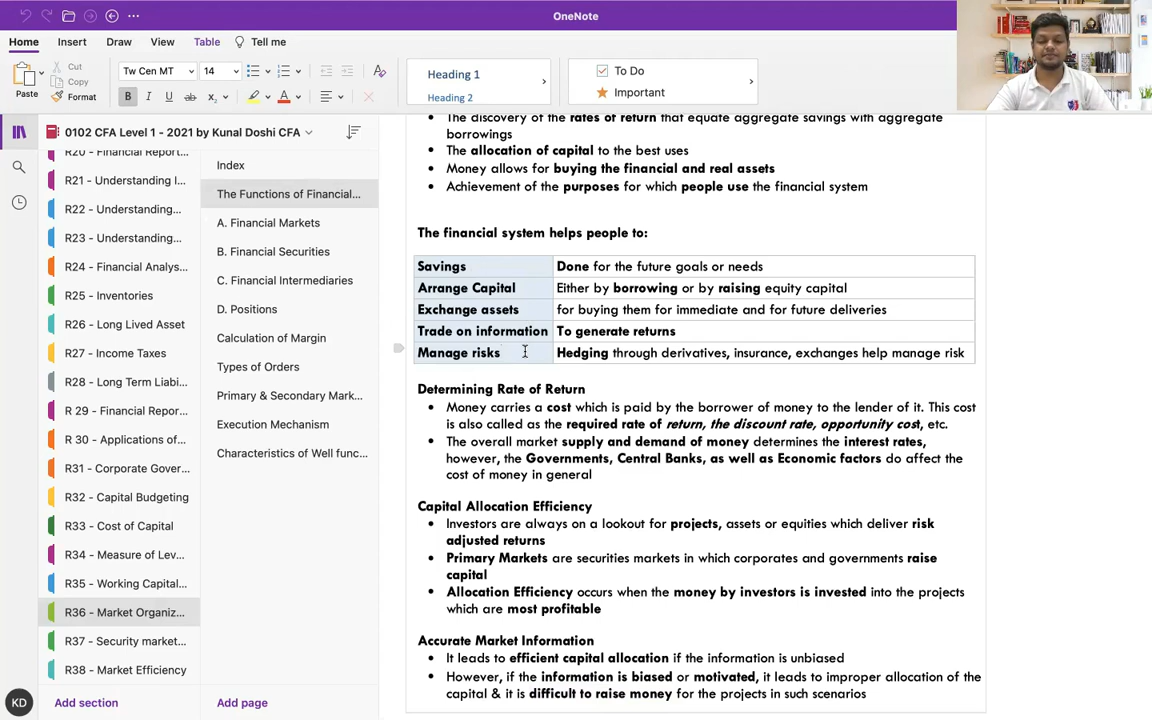 OneNote
Home Insert Draw View Table Tell me
Paste
Cut
Copy
Format
Tw Cen MT 14
B I U ab x₂ A
Heading 1
Heading 2
To Do
Important
0102 CFA Level 1 - 2021 by Kunal Doshi CFA
R20 - Financial Report...
R21 - Understanding I...
R22 - Understanding...
R23 - Understanding...
R24 - Financial Analys...
R25 - Inventories
R26 - Long Lived Asset
R27 - Income Taxes
R28 - Long Term Liabi...
R 29 - Financial Repor...
R 30 - Applications of...
R31 - Corporate Gover...
R32 - Capital Budgeting
R33 - Cost of Capital
R34 - Measure of Lev...
R35 - Working Capital...
R36 - Market Organiz...
R37 - Security market...
R38 - Market Efficiency
KD
Add section
Index
The Functions of Financial...
A. Financial Markets
B. Financial Securities
C. Financial Intermediaries
D. Positions
Calculation of Margin
Types of Orders
Primary & Secondary Mark...
Execution Mechanism
Characteristics of Well func...
Add page
The discovery of the rates of return that equate aggregate savings with aggregate
borrowings
The allocation of capital to the best uses
Money allows for buying the financial and real assets
Achievement of the purposes for which people use the financial system
The financial system helps people to:
Savings Done for the future goals or needs
Arrange Capital Either by borrowing or by raising equity capital
Exchange assets for buying them for immediate and for future deliveries
Trade on information To generate returns
Manage risks Hedging through derivatives, insurance, exchanges help manage risk
Determining Rate of Return
Money carries a cost which is paid by the borrower of money to the lender of it. This cost
is also called as the required rate of return, the discount rate, opportunity cost, etc.
The overall market supply and demand of money determines the interest rates,
however, the Governments, Central Banks, as well as Economic factors do affect the
cost of money in general
Capital Allocation Efficiency
Investors are always on a lookout for projects, assets or equities which deliver risk
adjusted returns
Primary Markets are securities markets in which corporates and governments raise
capital
Allocation Efficiency occurs when the money by investors is invested into the projects
which are most profitable
Accurate Market Information
It leads to efficient capital allocation if the information is unbiased
However, if the information is biased or motivated, it leads to improper allocation of the
capital & it is difficult to raise money for the projects in such scenarios